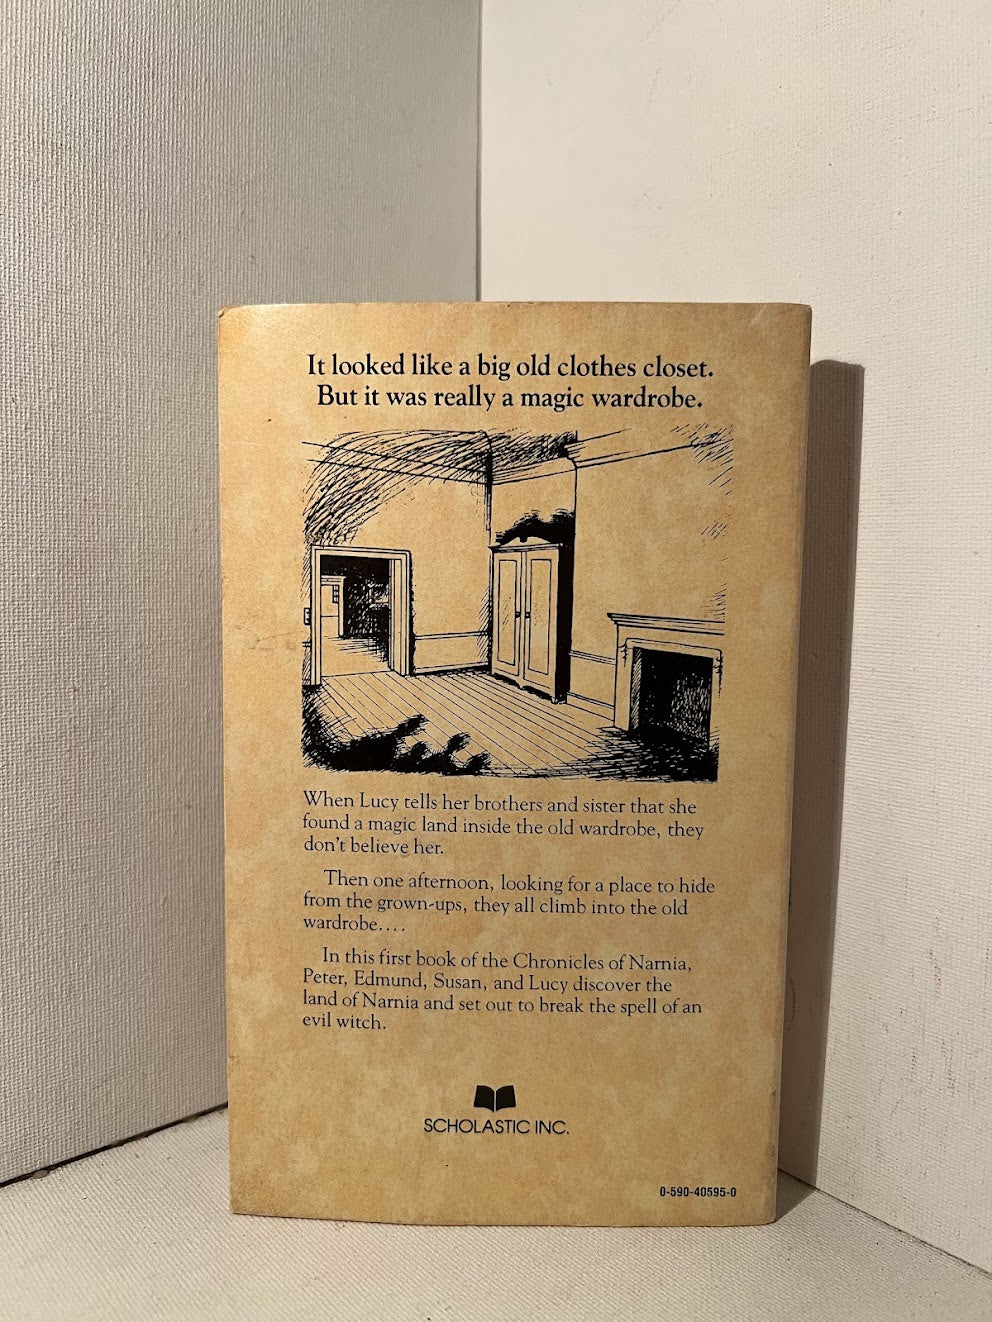 It looked like a big old clothes closet.
But it was really a magic wardrobe.
When Lucy tells her brothers and sister that she
found a magic land inside the old wardrobe, they
don't believe her.
Then one afternoon, looking for a place to hide
from the grown-ups, they all climb into the old
wardrobe....
In this first book of the Chronicles of Narnia,
Peter, Edmund, Susan, and Lucy discover the
land of Narnia and set out to break the spell of an
evil witch.
SCHOLASTIC INC.
0-590-40595-0